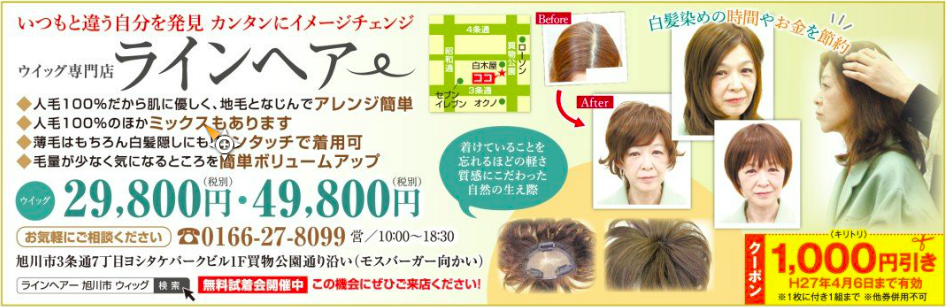 いつもと違う自分を発見 カンタンにイメージチェンジ
ウイッグ専門店 ラインヘアー
◆人毛100%だから肌に優しく、地毛となじんでアレンジ簡単
◆人毛100%のほかミックスもあります
◆薄毛はもちろん白髪隠しにも!ワンタッチで着用可
◆毛量が少なく気になるところを簡単ボリュームアップ
ウイッグ 29,800円(税別)・49,800円(税別)
お気軽にご相談ください ☎0166-27-8099 営/10:00~18:30
旭川市3条通7丁目ヨシタケパークビル1F買物公園通り沿い(モスバーガー向かい)
ラインヘアー 旭川市 ウィッグ 検索 無料試着会開催中 この機会にぜひご来店ください!
4条通
昭和通
買物公園
ローソン
白木屋
ココ★
3条通
セブンイレブン
オクノ
Before
After
白髪染めの時間やお金を節約
着けていることを
忘れるほどの軽さ
質感にこだわった
自然の生え際
クーポン
(キリトリ)
1,000円引き
H27年4月6日まで有効
※1枚に付き1組まで ※他券併用不可